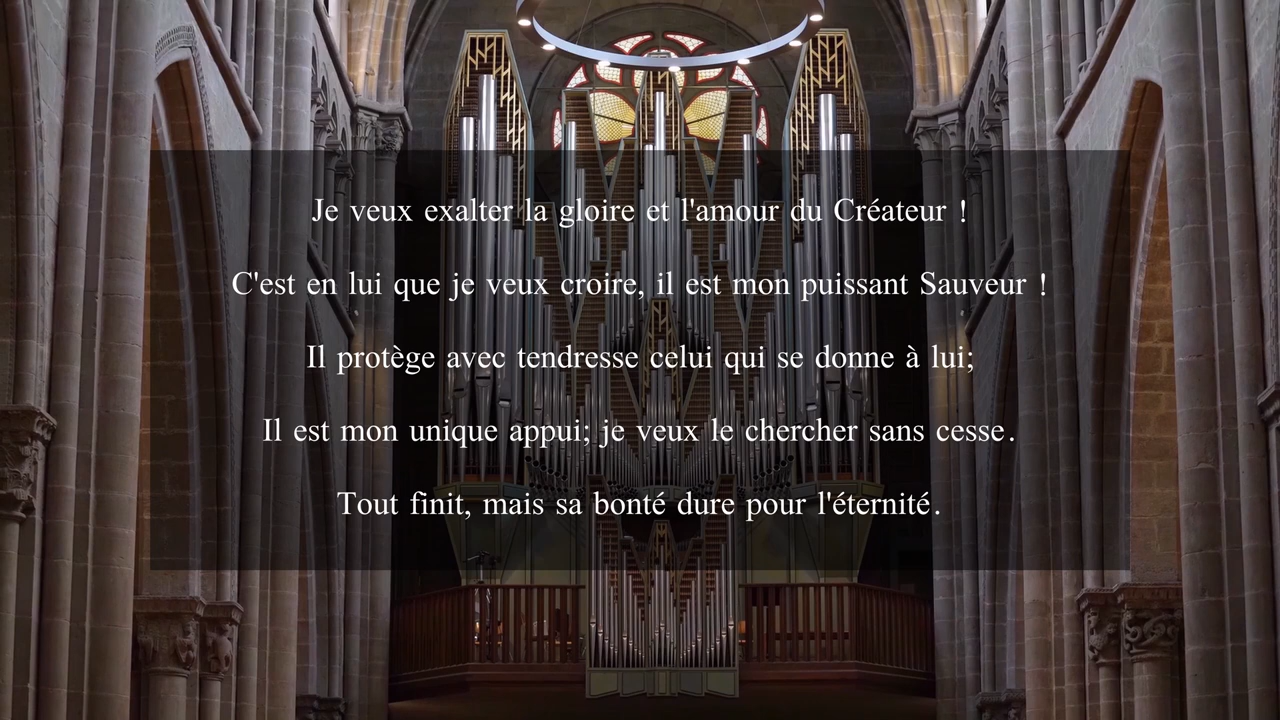 Je veux exalter la gloire et l'amour du Créateur !
C'est en lui que je veux croire, il est mon puissant Sauveur !
Il protège avec tendresse celui qui se donne à lui;
Il est mon unique appui; je veux le chercher sans cesse.
Tout finit, mais sa bonté dure pour l'éternité.